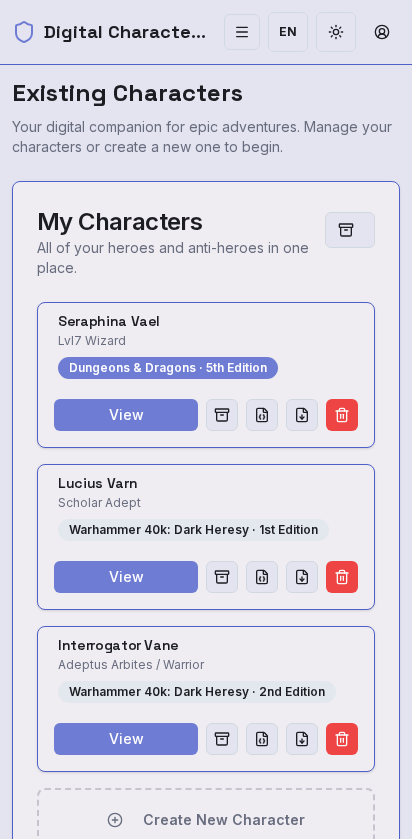 Digital Characte...
EN
Existing Characters
Your digital companion for epic adventures. Manage your
characters or create a new one to begin.
My Characters
All of your heroes and anti-heroes in one
place.
Seraphina Vael
Lvl7 Wizard
Dungeons & Dragons · 5th Edition
View
Lucius Varn
Scholar Adept
Warhammer 40k: Dark Heresy · 1st Edition
View
Interrogator Vane
Adeptus Arbites / Warrior
Warhammer 40k: Dark Heresy · 2nd Edition
View
Create New Character